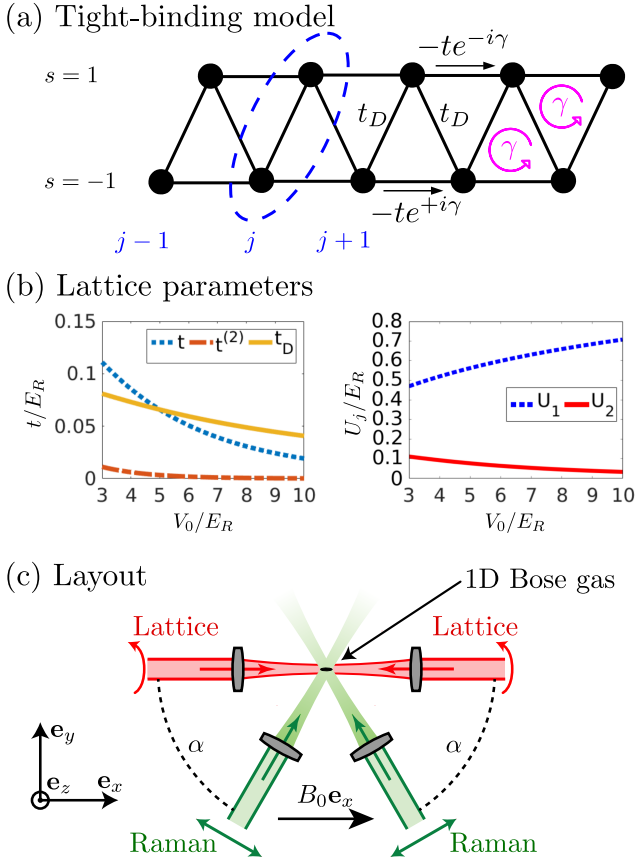 (a) Tight-binding model
−te^{−iγ}
s = 1
t_D t_D γ
γ
s = −1
−te^{+iγ}
j − 1 j j + 1
(b) Lattice parameters
0.15
t t^{(2)} t_D
0.1
t/E_R
0.05
0
3 4 5 6 7 8 9 10
V_0/E_R
0.8
0.7
0.6
0.5
U_j/E_R
0.4
U_1 U_2
0.3
0.2
0.1
0
3 4 5 6 7 8 9 10
V_0/E_R
(c) Layout
1D Bose gas
Lattice Lattice
α α
e_y
e_z e_x
B_0e_x
Raman Raman